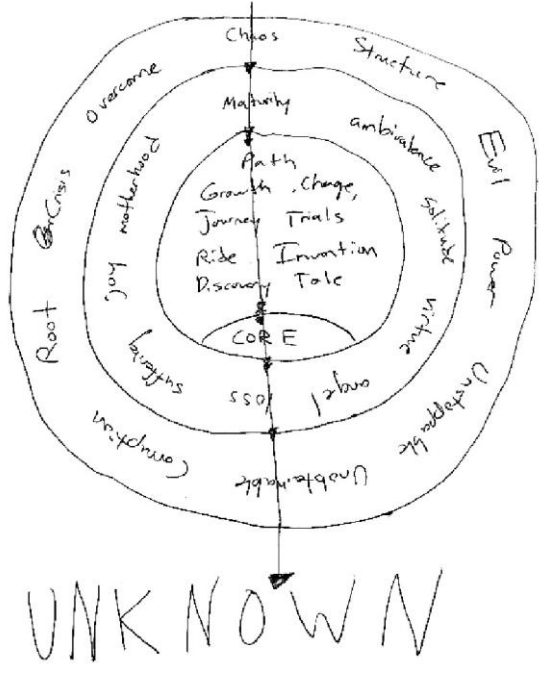 Chaos
Structure
Evil
Power
Unstoppable
Unobtainable
Corruption
Root
Crisis
Overcome
Maturity
ambivalence
Solitude
virtue
angel
loss
suffering
Joy
motherhood
Path
Growth, Change,
Journey Trials
Ride Invention
Discovery Tale
CORE
UNKNOWN